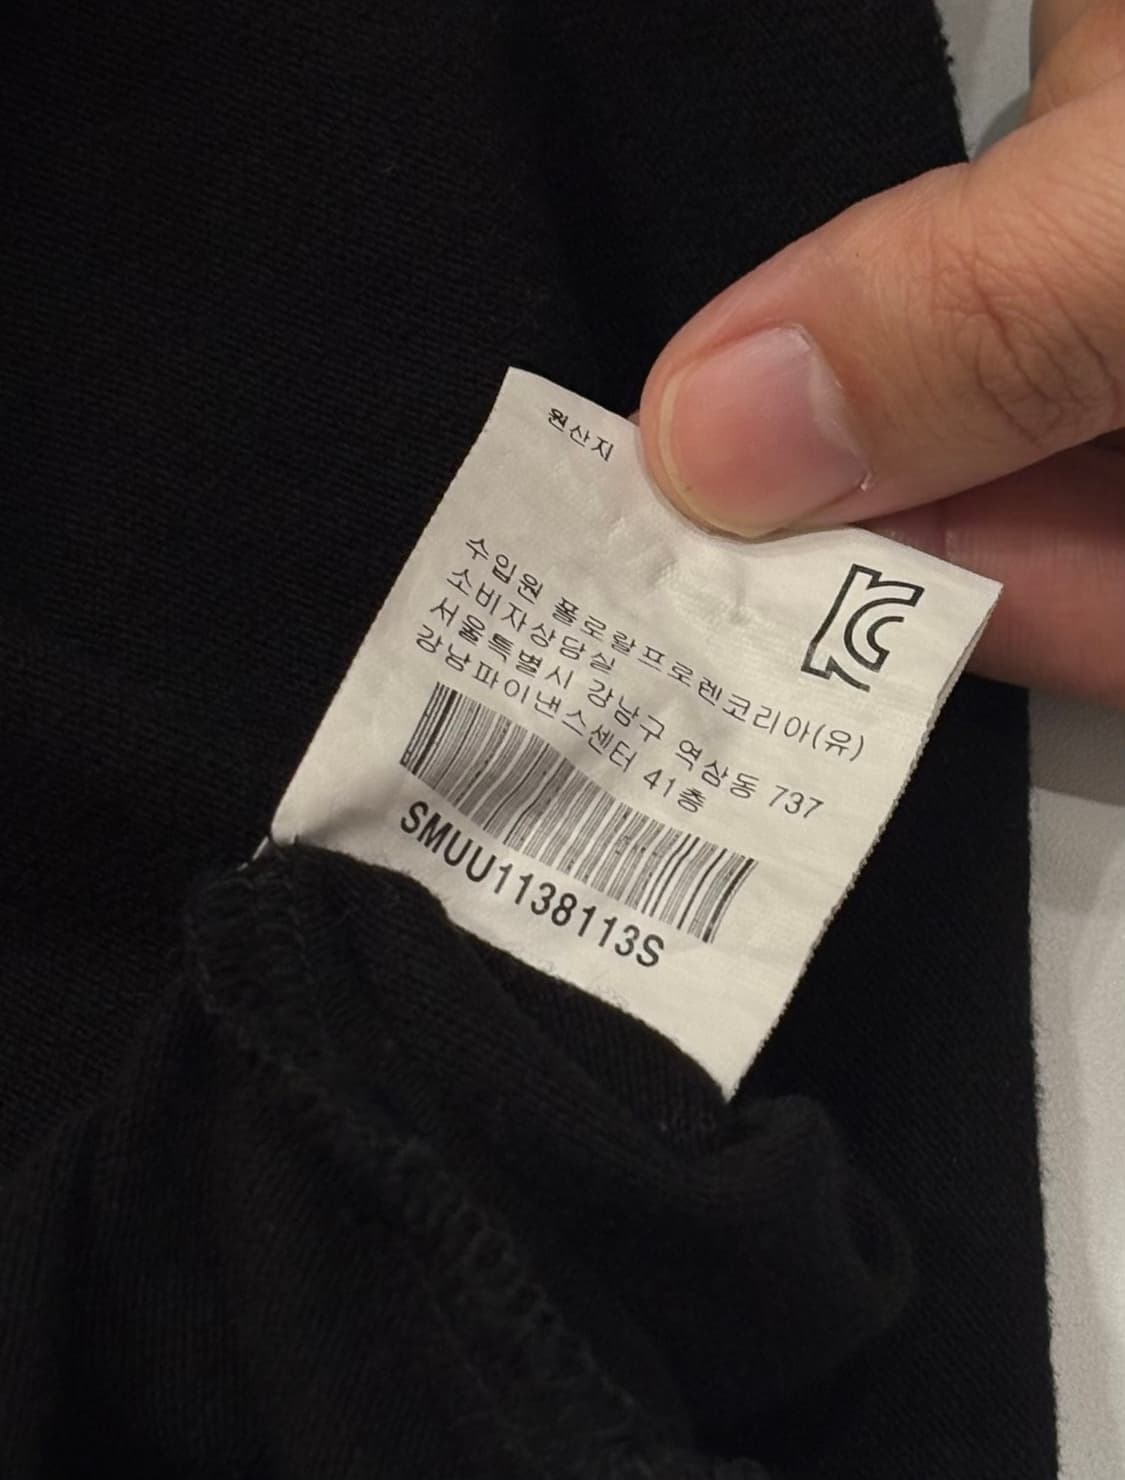 원산지
수입원 폴로랄프로렌코리아(유)
소비자상담실
서울특별시 강남구 역삼동 737
강남파이낸스센터 41층
SMUU1138113S